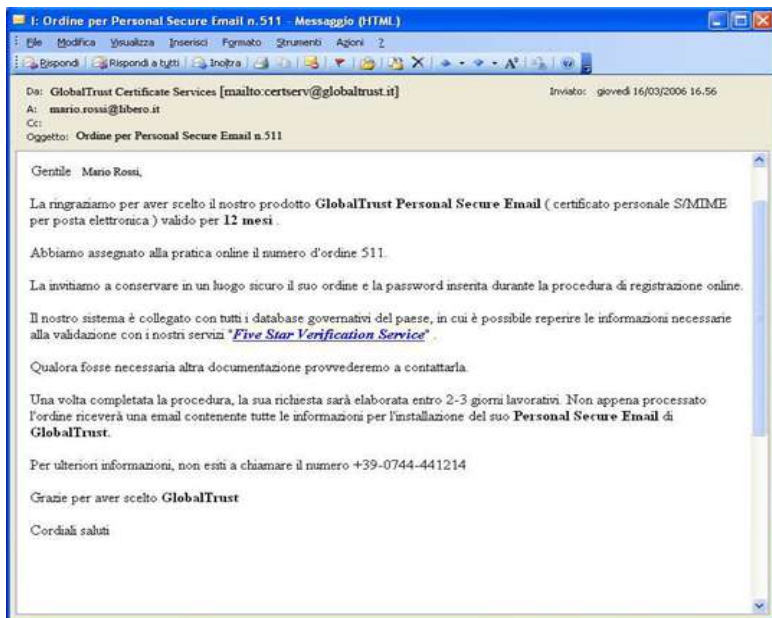 I: Ordine per Personal Secure Email n.511 - Messaggio (HTML)
File Modifica Visualizza Inserisci Formato Strumenti Azioni ?
Rispondi Rispondi a tutti Inoltra
Da: GlobalTrust Certificate Services [mailto:certserv@globaltrust.it] Inviato: giovedì 16/03/2006 16.56
A: mario.rossi@libero.it
Cc:
Oggetto: Ordine per Personal Secure Email n.511
Gentile Mario Rossi,
La ringraziamo per aver scelto il nostro prodotto GlobalTrust Personal Secure Email ( certificato personale S/MIME
per posta elettronica ) valido per 12 mesi .
Abbiamo assegnato alla pratica online il numero d'ordine 511.
La invitiamo a conservare in un luogo sicuro il suo ordine e la password inserita durante la procedura di registrazione online.
Il nostro sistema è collegato con tutti i database governativi del paese, in cui è possibile reperire le informazioni necessarie
alla validazione con i nostri servizi "Five Star Verification Service" .
Qualora fosse necessaria altra documentazione provvederemo a contattarla.
Una volta completata la procedura, la sua richiesta sarà elaborata entro 2-3 giorni lavorativi. Non appena processato
l'ordine riceverà una email contenente tutte le informazioni per l'installazione del suo Personal Secure Email di
GlobalTrust.
Per ulteriori informazioni, non esiti a chiamare il numero +39-0744-441214
Grazie per aver scelto GlobalTrust
Cordiali saluti